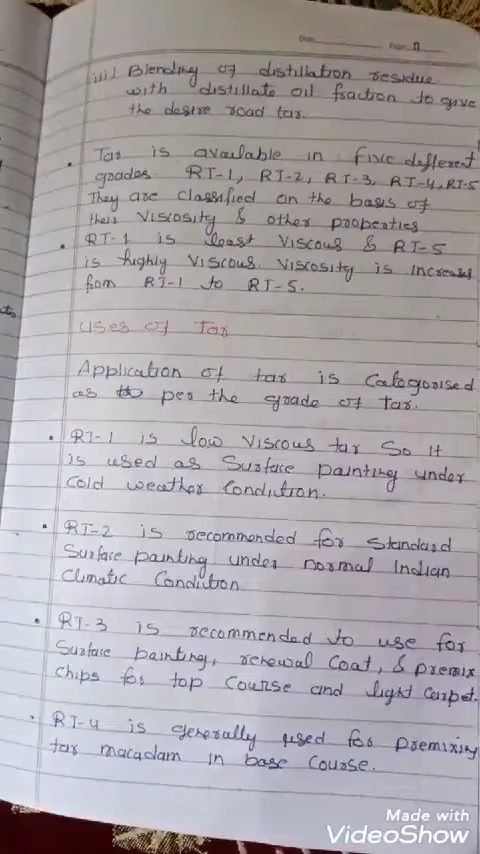 Date Page 11
iii) Blending of distillation residue
with distillate oil fraction to give
the desire road tar.
• Tar is available in five different
grades RT-1, RT-2, RT-3, RT-4, RT-5
They are classified on the basis of
their Viscosity & other properties
• RT-1 is least Viscous & RT-5
is highly Viscous. Viscosity is increases
from RT-1 to RT-5.
Uses of Tar
Application of tar is Categorised
as per the grade of Tar.
• RT-1 is low Viscous tar So it
is used as Surface painting under
Cold weather Condition.
• RT-2 is recommended for Standard
Surface painting under normal Indian
Climatic Condition
• RT-3 is recommended to use for
Surface painting, renewal Coat, & premix
Chips for top Course and light Carpet.
• RT-4 is generally used for premixing
tar macadam in base Course.
Made with
VideoShow